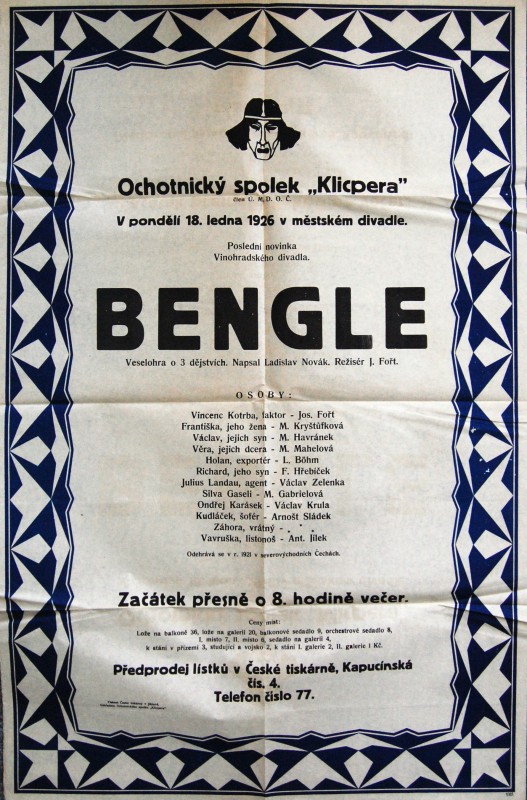 Ochotnický spolek „Klicpera"
člen Ú. M. D. O. Č.
V pondělí 18. ledna 1926 v městském divadle.
Poslední novinka
Vinohradského divadla.
BENGLE
Veselohra o 3 dějstvích. Napsal Ladislav Novák. Režisér J. Fořt.
OSOBY:
Vincenc Kotrba, faktor - Jos. Fořt
Františka, jeho žena - M. Kryštůfková
Václav, jejich syn - M. Havránek
Věra, jejich dcera - M. Mahelová
Holan, exportér - L. Böhm
Richard, jeho syn - F. Hřebíček
Julius Landau, agent - Václav Zelenka
Silva Gaseli - M. Gabrielová
Ondřej Karásek - Václav Krula
Kudláček, šofér - Arnošt Sládek
Záhora, vrátný - * * *
Vavruška, listonoš - Ant. Jílek
Odehrává se v r. 1921 v severovýchodních Čechách.
Začátek přesně o 8. hodině večer.
Ceny míst:
Lože na balkoně 36, lože na galerii 20, balkonové sedadlo 9, orchestrové sedadlo 8,
I. místo 7, II. místo 6, sedadlo na galerii 4,
k stání v přízemí 3, studující a vojsko 2, k stání I. galerie 2, II. galerie 1 Kč.
Předprodej lístků v České tiskárně, Kapucínská
čís. 4.
Telefon číslo 77.